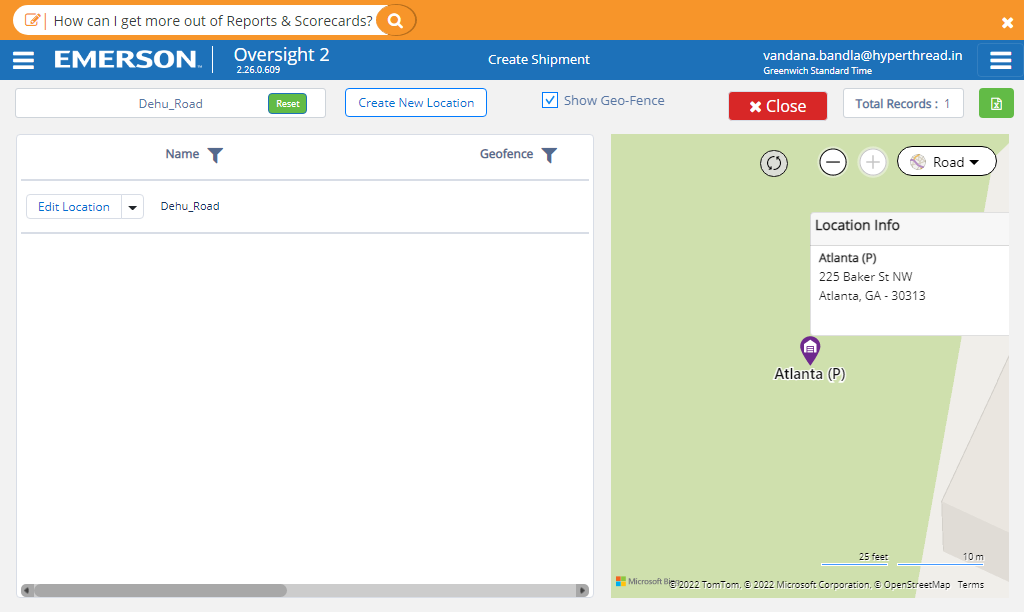 How can I get more out of Reports & Scorecards?
EMERSON
Oversight 2
2.26.0.609
Create Shipment
vandana.bandla@hyperthread.in
Greenwich Standard Time
Dehu_Road
Reset
Create New Location
Show Geo-Fence
Close
Total Records : 1
Name
Geofence
Edit Location
Dehu_Road
Road
Location Info
Atlanta (P)
225 Baker St NW
Atlanta, GA - 30313
Atlanta (P)
25 feet
10 m
Microsoft
© 2022 TomTom, © 2022 Microsoft Corporation, © OpenStreetMap Terms